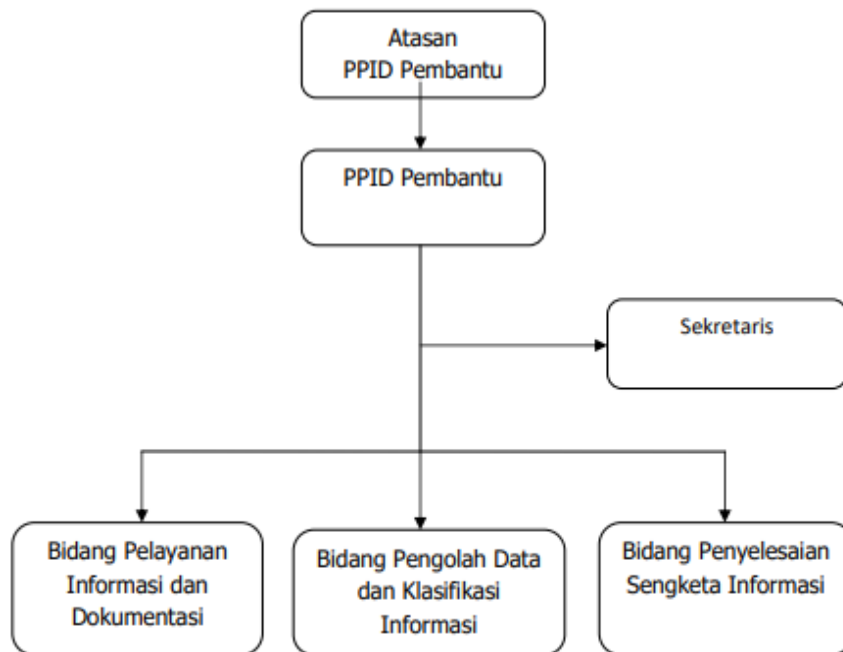 Atasan
PPID Pembantu
PPID Pembantu
Sekretaris
Bidang Pelayanan
Informasi dan
Dokumentasi
Bidang Pengolah Data
dan Klasifikasi
Informasi
Bidang Penyelesaian
Sengketa Informasi